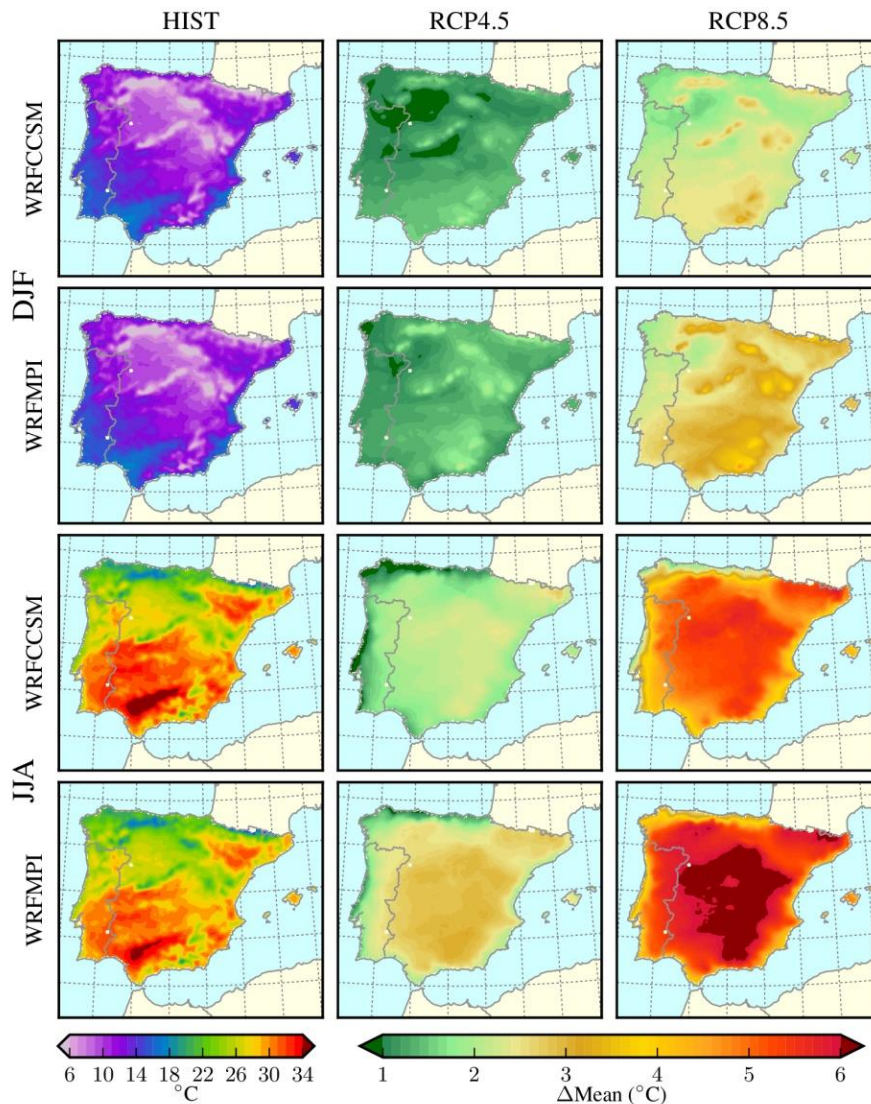 HIST RCP4.5 RCP8.5
WRFCCSM
DJF
WRFMPI
WRFCCSM
JJA
WRFMPI
6 10 14 18 22 26 30 34
°C
1 2 3 4 5 6
ΔMean (°C)